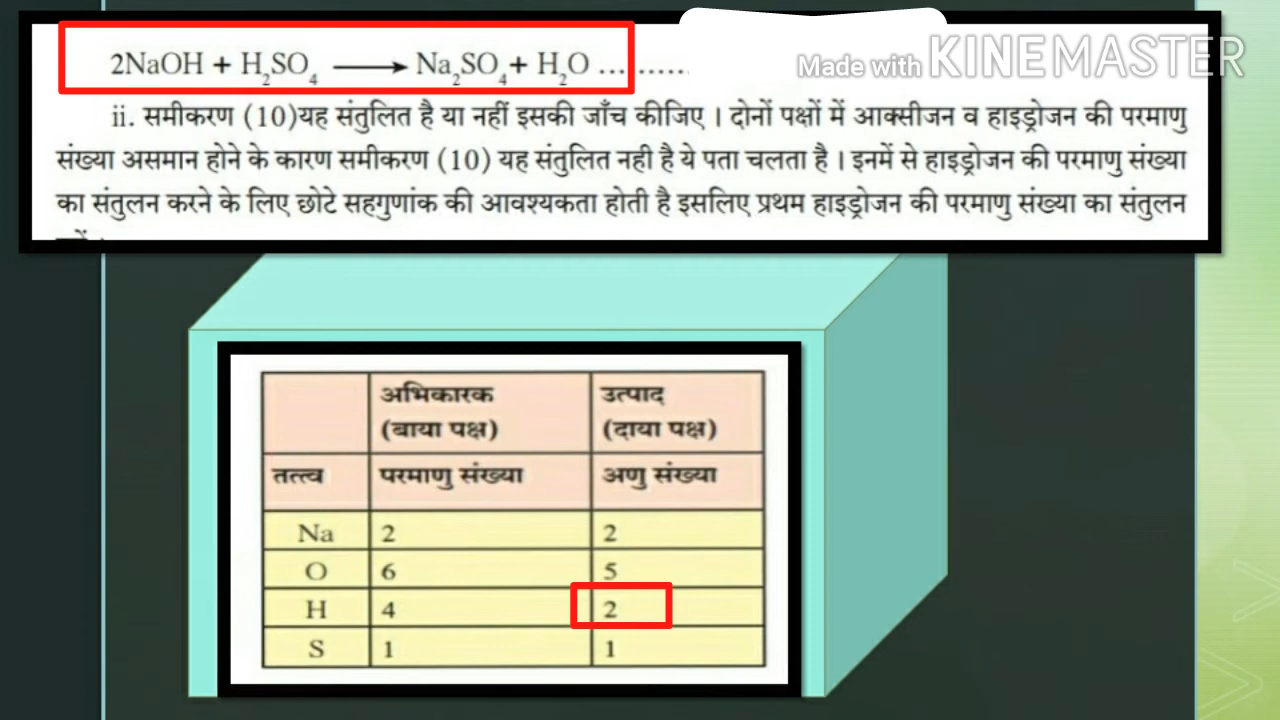 2NaOH + H₂SO₄ ⟶ Na₂SO₄+ H₂O ..........
Made with KINEMASTER
ii. समीकरण (10)यह संतुलित है या नहीं इसकी जाँच कीजिए । दोनों पक्षों में आक्सीजन व हाइड्रोजन की परमाणु
संख्या असमान होने के कारण समीकरण (10) यह संतुलित नही है ये पता चलता है । इनमें से हाइड्रोजन की परमाणु संख्या
का संतुलन करने के लिए छोटे सहगुणांक की आवश्यकता होती है इसलिए प्रथम हाइड्रोजन की परमाणु संख्या का संतुलन
अभिकारक उत्पाद
(बाया पक्ष) (दाया पक्ष)
तत्त्व परमाणु संख्या अणु संख्या
Na 2 2
O 6 5
H 4 2
S 1 1